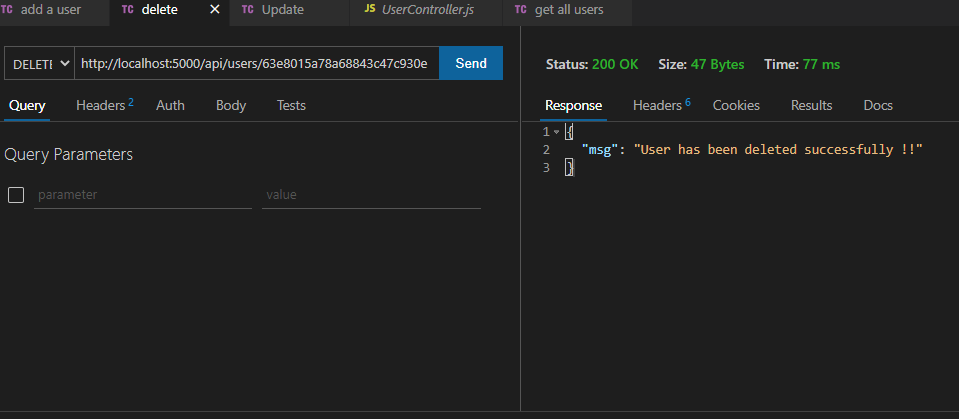 TC add a user TC delete × TC Update JS UserController.js TC get all users
DELETE http://localhost:5000/api/users/63e8015a78a68843c47c930e Send
Status: 200 OK Size: 47 Bytes Time: 77 ms
Query Headers 2 Auth Body Tests
Response Headers 6 Cookies Results Docs
Query Parameters
parameter value
1 {
2 "msg": "User has been deleted successfully !!"
3 }